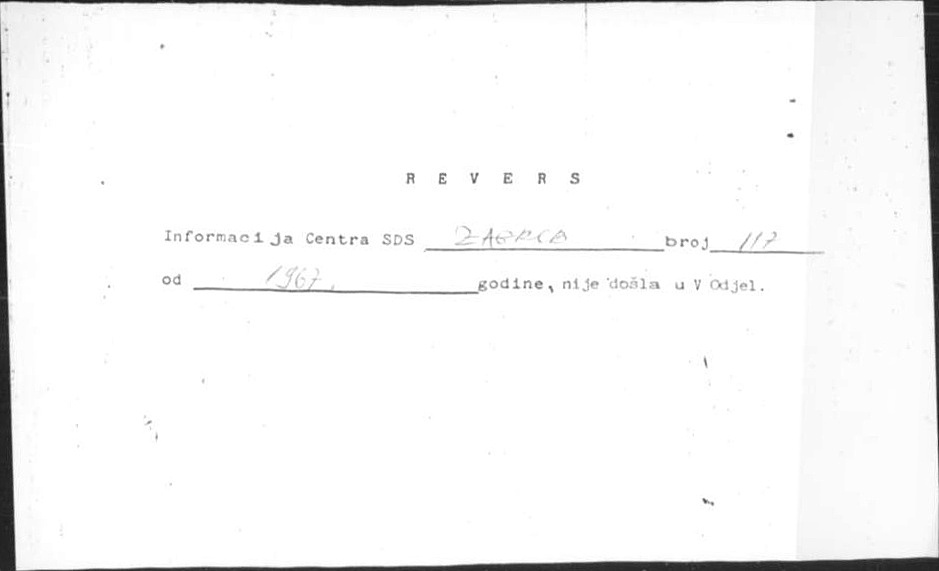 R E V E R S
Informacija Centra SDS ZAGREB broj 117
od 1967. godine, nije došla u V Odjel.